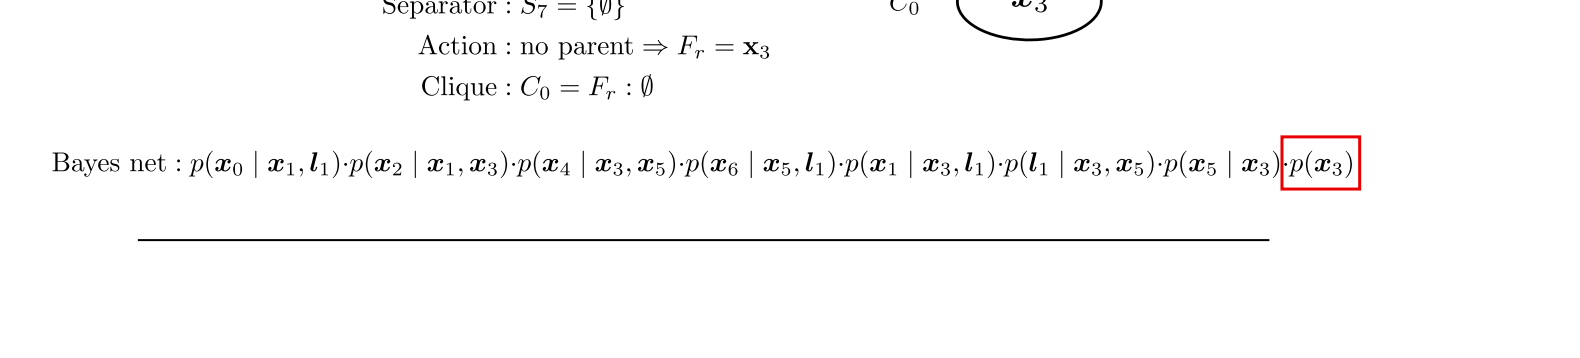 Separator : S₇ = {∅}
C₀
x₃
Action : no parent ⇒ Fᵣ = x₃
Clique : C₀ = Fᵣ : ∅
Bayes net : p(x₀ | x₁, l₁)·p(x₂ | x₁, x₃)·p(x₄ | x₃, x₅)·p(x₆ | x₅, l₁)·p(x₁ | x₃, l₁)·p(l₁ | x₃, x₅)·p(x₅ | x₃)·p(x₃)